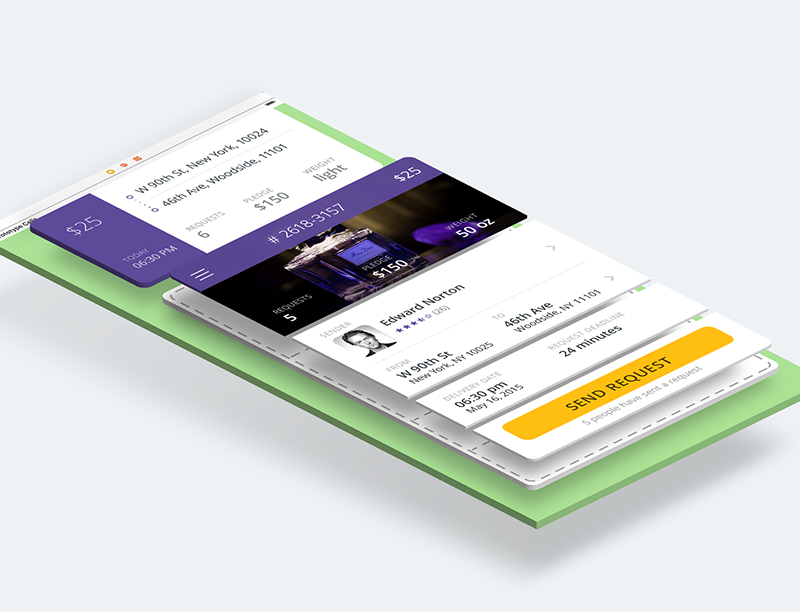 Prototype Cells
W 90th St, New York, 10024
46th Ave, Woodside, 11101
$25
TODAY
06:30 PM
REQUESTS
6
PLEDGE
$150
WEIGHT
light
# 2618-3157
$25
REQUESTS
5
PLEDGE
$150
WEIGHT
50 oz
SENDER
Edward Norton
(26)
FROM
W 90th St
New York, NY 10025
TO
46th Ave
Woodside, NY 11101
DELIVERY DATE
06:30 pm
May 16, 2015
REQUEST DEADLINE
24 minutes
SEND REQUEST
5 people have sent a request